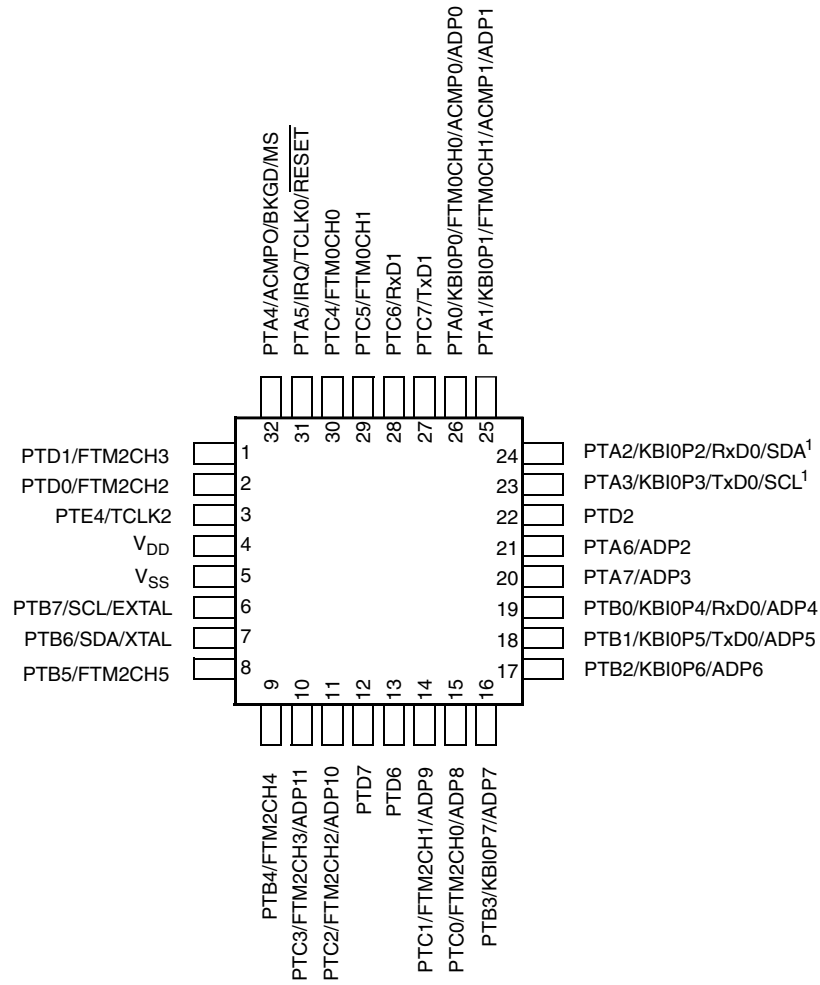 PTA4/ACMPO/BKGD/MS
PTA5/IRQ/TCLK0/RESET
PTC4/FTM0CH0
PTC5/FTM0CH1
PTC6/RxD1
PTC7/TxD1
PTA0/KBI0P0/FTM0CH0/ACMP0/ADP0
PTA1/KBI0P1/FTM0CH1/ACMP1/ADP1
32
31
30
29
28
27
26
25
PTD1/FTM2CH3 1
PTD0/FTM2CH2 2
PTE4/TCLK2 3
VDD 4
VSS 5
PTB7/SCL/EXTAL 6
PTB6/SDA/XTAL 7
PTB5/FTM2CH5 8
24 PTA2/KBI0P2/RxD0/SDA¹
23 PTA3/KBI0P3/TxD0/SCL¹
22 PTD2
21 PTA6/ADP2
20 PTA7/ADP3
19 PTB0/KBI0P4/RxD0/ADP4
18 PTB1/KBI0P5/TxD0/ADP5
17 PTB2/KBI0P6/ADP6
9
10
11
12
13
14
15
16
PTB4/FTM2CH4
PTC3/FTM2CH3/ADP11
PTC2/FTM2CH2/ADP10
PTD7
PTD6
PTC1/FTM2CH1/ADP9
PTC0/FTM2CH0/ADP8
PTB3/KBI0P7/ADP7